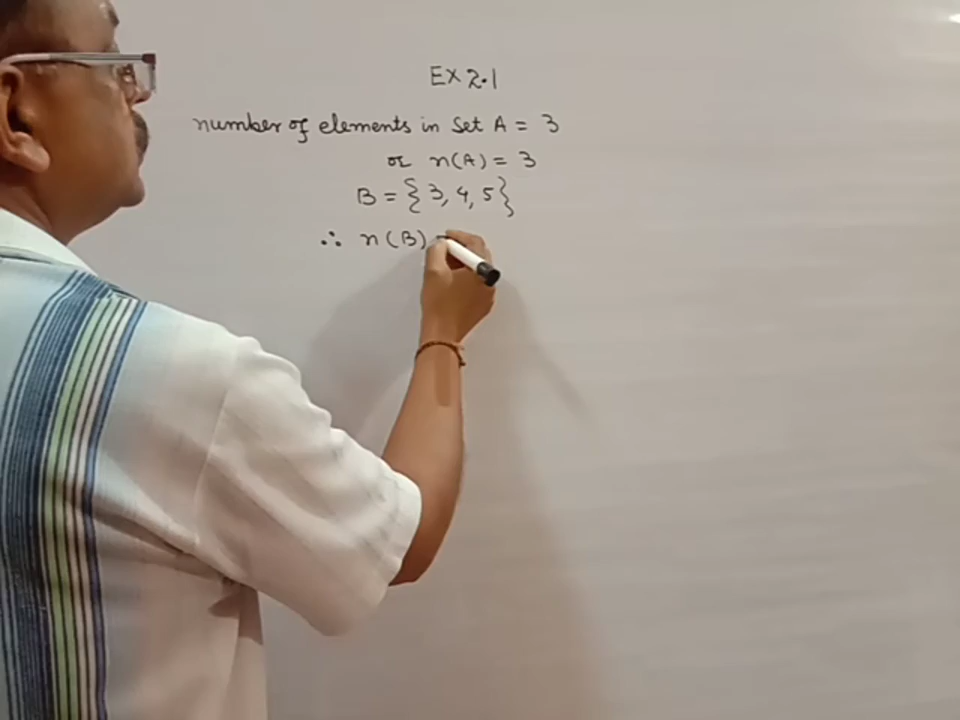 EX 2.1
number of elements in set A = 3
or n(A) = 3
B = {3, 4, 5}
∴ n(B) =